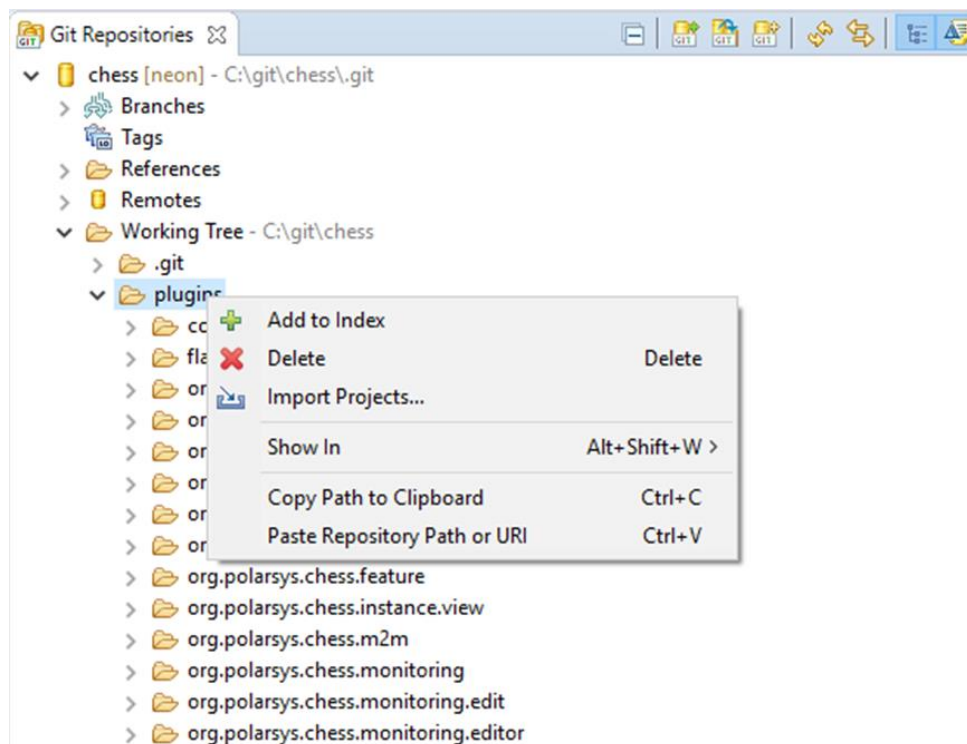 Git Repositories
chess [neon] - C:\git\chess\.git
Branches
Tags
References
Remotes
Working Tree - C:\git\chess
.git
plugins
Add to Index
Delete Delete
Import Projects...
Show In Alt+Shift+W >
Copy Path to Clipboard Ctrl+C
Paste Repository Path or URI Ctrl+V
org.polarsys.chess.feature
org.polarsys.chess.instance.view
org.polarsys.chess.m2m
org.polarsys.chess.monitoring
org.polarsys.chess.monitoring.edit
org.polarsys.chess.monitoring.editor